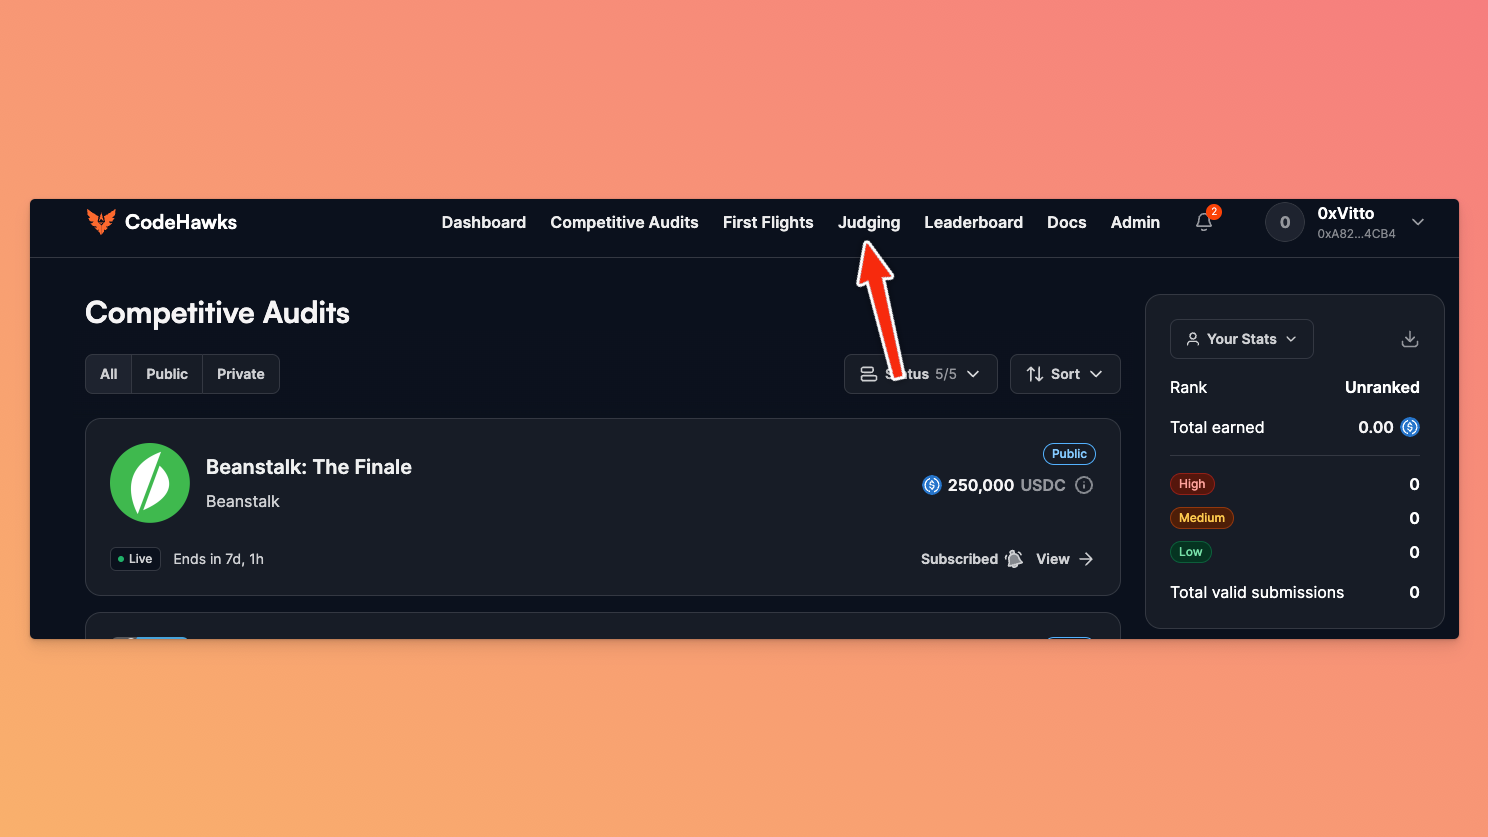 CodeHawks
Dashboard Competitive Audits First Flights Judging Leaderboard Docs Admin 2 0 0xVitto
0xA82...4CB4
Competitive Audits
All Public Private
Status 5/5 Sort
Beanstalk: The Finale
Beanstalk
Public
250,000 USDC
Live Ends in 7d, 1h
Subscribed View
Your Stats
Rank Unranked
Total earned 0.00
High 0
Medium 0
Low 0
Total valid submissions 0